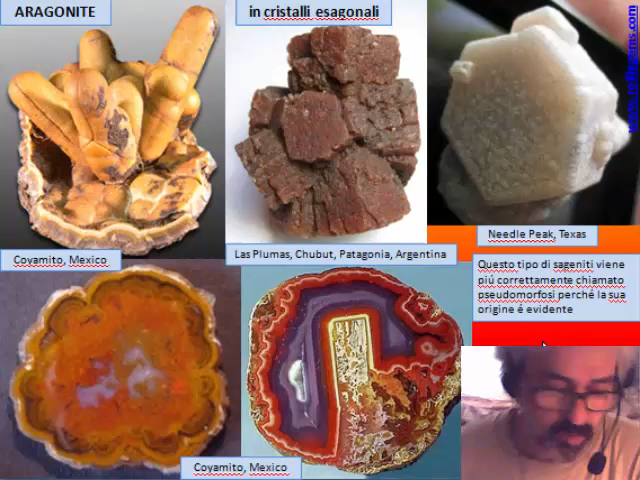 ARAGONITE
in cristalli esagonali
Coyamito, Mexico
Las Plumas, Chubut, Patagonia, Argentina
Needle Peak, Texas
Questo tipo di sageniti viene
piú correttamente chiamato
pseudomorfosi perché la sua
origine é evidente
Coyamito, Mexico